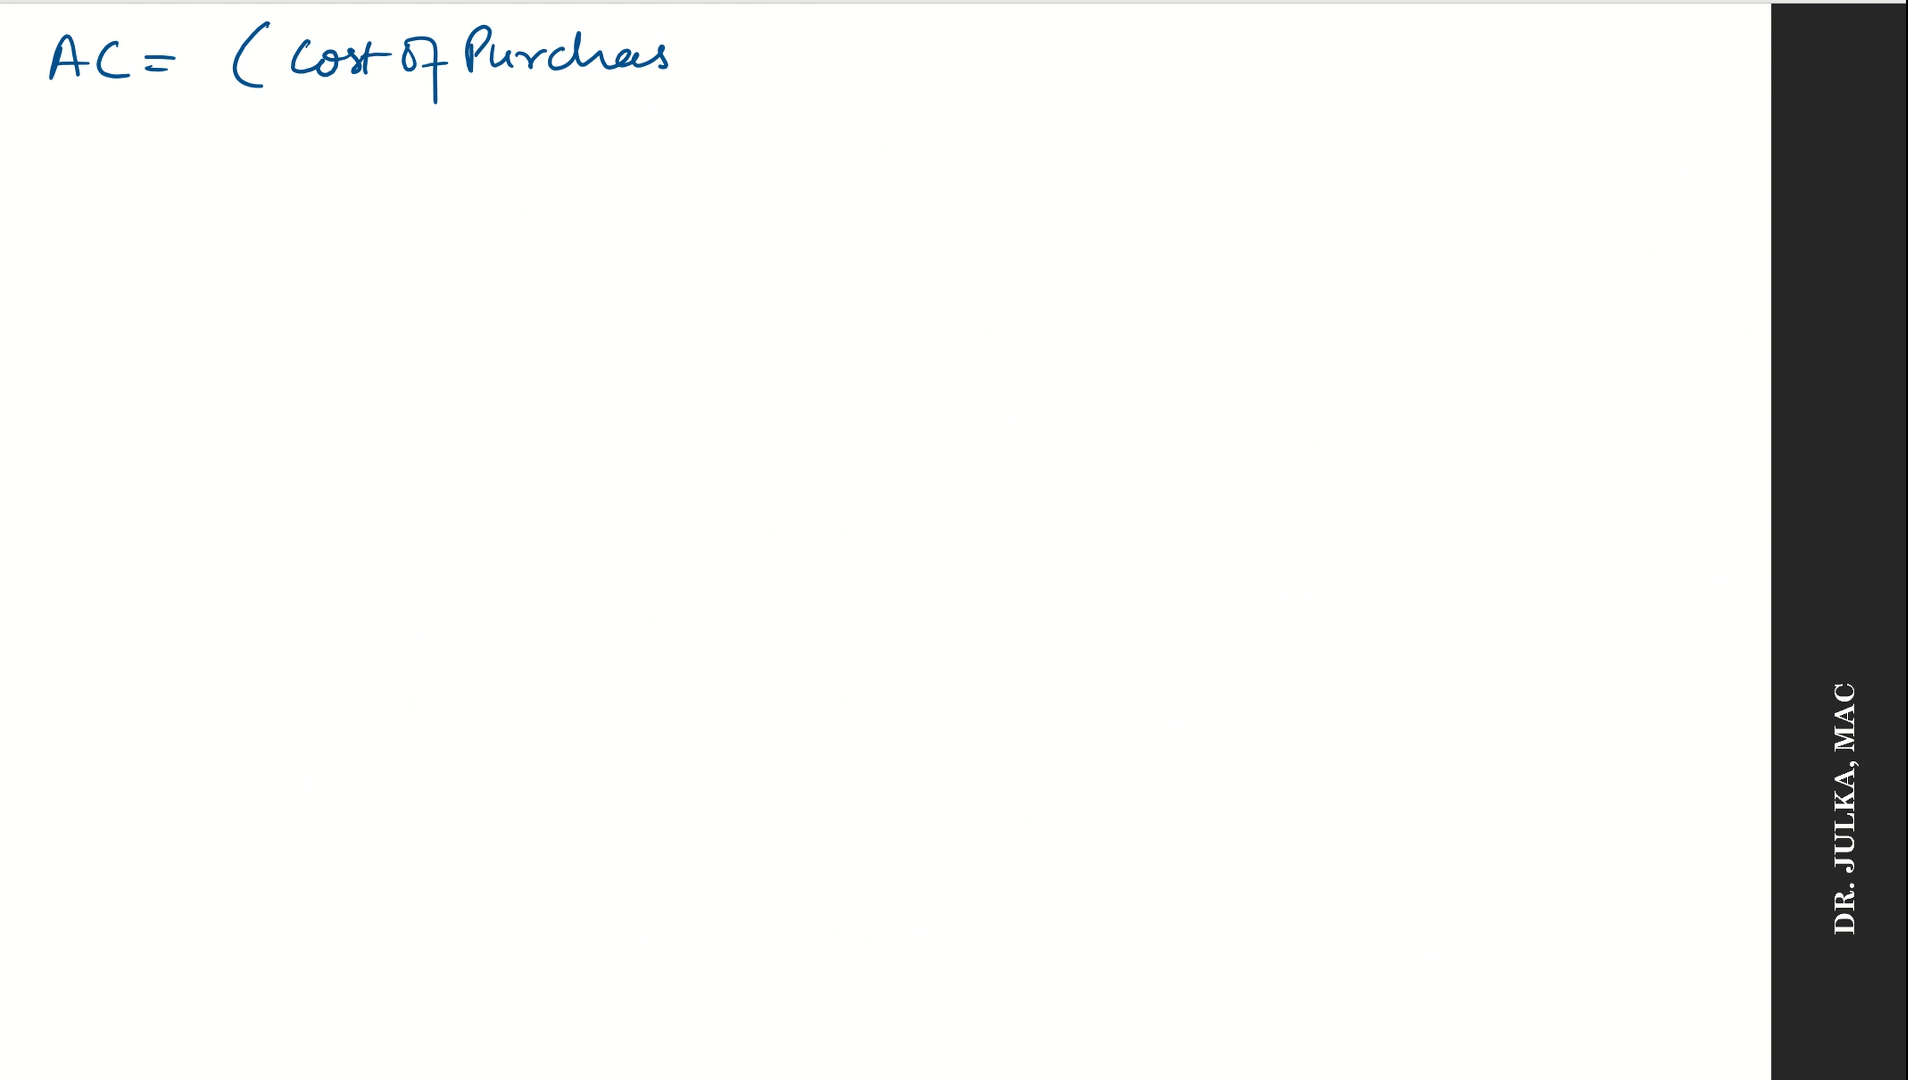 AC = ( Cost of Purchas
DR. JULKA, MAC